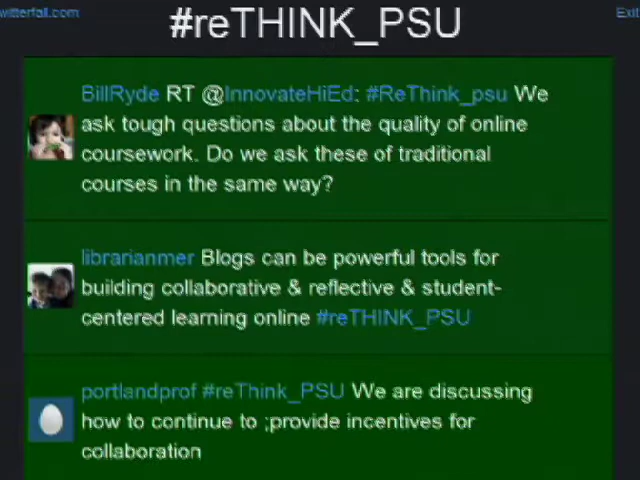 witterfall.com
Exit
#reTHINK_PSU
BillRyde RT @InnovateHiEd: #ReThink_psu We
ask tough questions about the quality of online
coursework. Do we ask these of traditional
courses in the same way?
librarianmer Blogs can be powerful tools for
building collaborative & reflective & student-
centered learning online #reTHINK_PSU
portlandprof #reThink_PSU We are discussing
how to continue to ;provide incentives for
collaboration